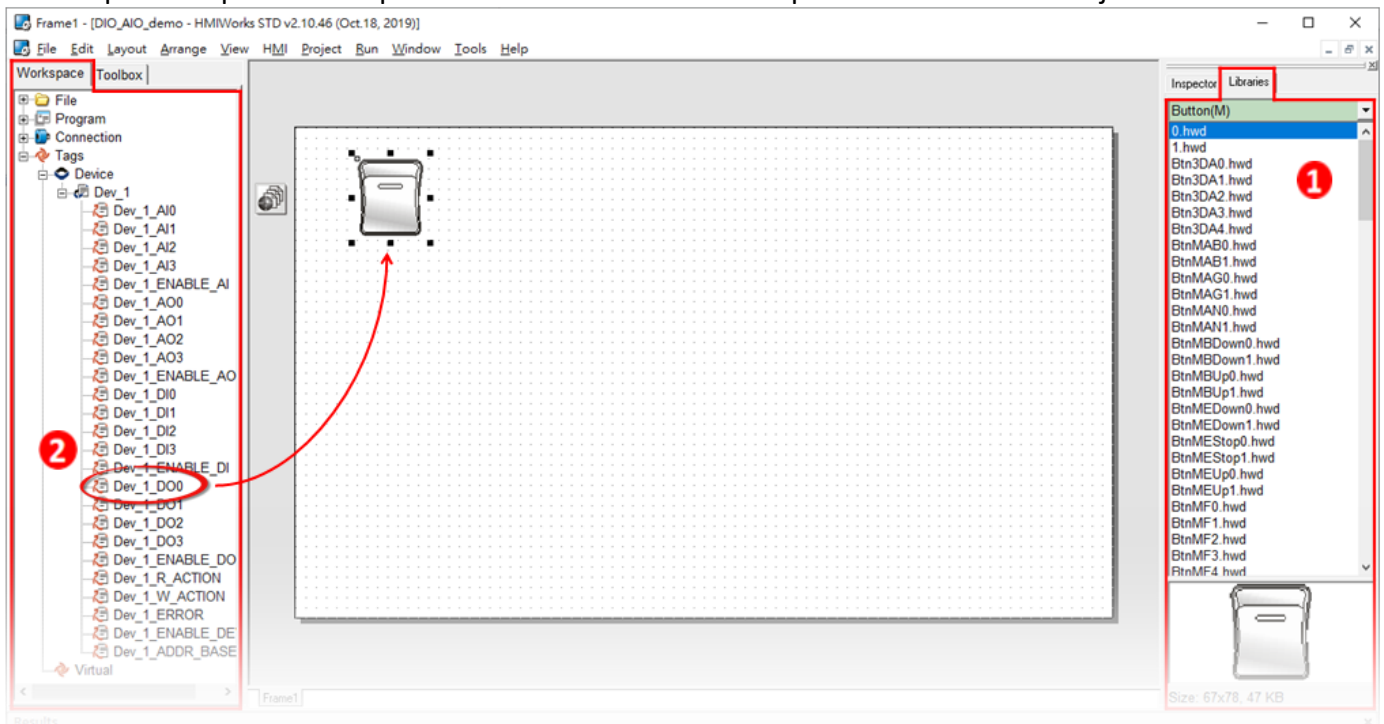 Frame1 - [DIO_AIO_demo - HMIWorks STD v2.10.46 (Oct.18, 2019)]
File Edit Layout Arrange View HMI Project Run Window Tools Help
Workspace Toolbox
File
Program
Connection
Tags
Device
Dev_1
Dev_1_AI0
Dev_1_AI1
Dev_1_AI2
Dev_1_AI3
Dev_1_ENABLE_AI
Dev_1_AO0
Dev_1_AO1
Dev_1_AO2
Dev_1_AO3
Dev_1_ENABLE_AO
Dev_1_DI0
Dev_1_DI1
Dev_1_DI2
Dev_1_DI3
Dev_1_ENABLE_DI
Dev_1_DO0
Dev_1_DO1
Dev_1_DO2
Dev_1_DO3
Dev_1_ENABLE_DO
Dev_1_R_ACTION
Dev_1_W_ACTION
Dev_1_ERROR
Dev_1_ENABLE_DE
Dev_1_ADDR_BASE
Virtual
2
Frame1
Inspector Libraries
Button(M)
0.hwd
1.hwd
Btn3DA0.hwd
Btn3DA1.hwd
Btn3DA2.hwd
Btn3DA3.hwd
Btn3DA4.hwd
BtnMAB0.hwd
BtnMAB1.hwd
BtnMAG0.hwd
BtnMAG1.hwd
BtnMAN0.hwd
BtnMAN1.hwd
BtnMBDown0.hwd
BtnMBDown1.hwd
BtnMBUp0.hwd
BtnMBUp1.hwd
BtnMEDown0.hwd
BtnMEDown1.hwd
BtnMEStop0.hwd
BtnMEStop1.hwd
BtnMEUp0.hwd
BtnMEUp1.hwd
BtnMF0.hwd
BtnMF1.hwd
BtnMF2.hwd
BtnMF3.hwd
BtnMF4.hwd
1
Size: 67x78, 47 KB
Results